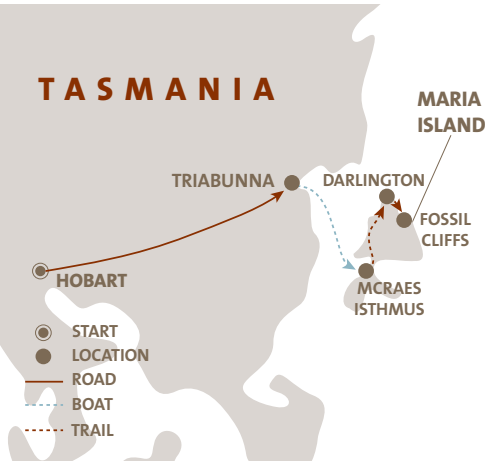 TASMANIA
MARIA
ISLAND
TRIABUNNA
DARLINGTON
FOSSIL
CLIFFS
HOBART
MCRAES
ISTHMUS
START
LOCATION
ROAD
BOAT
TRAIL